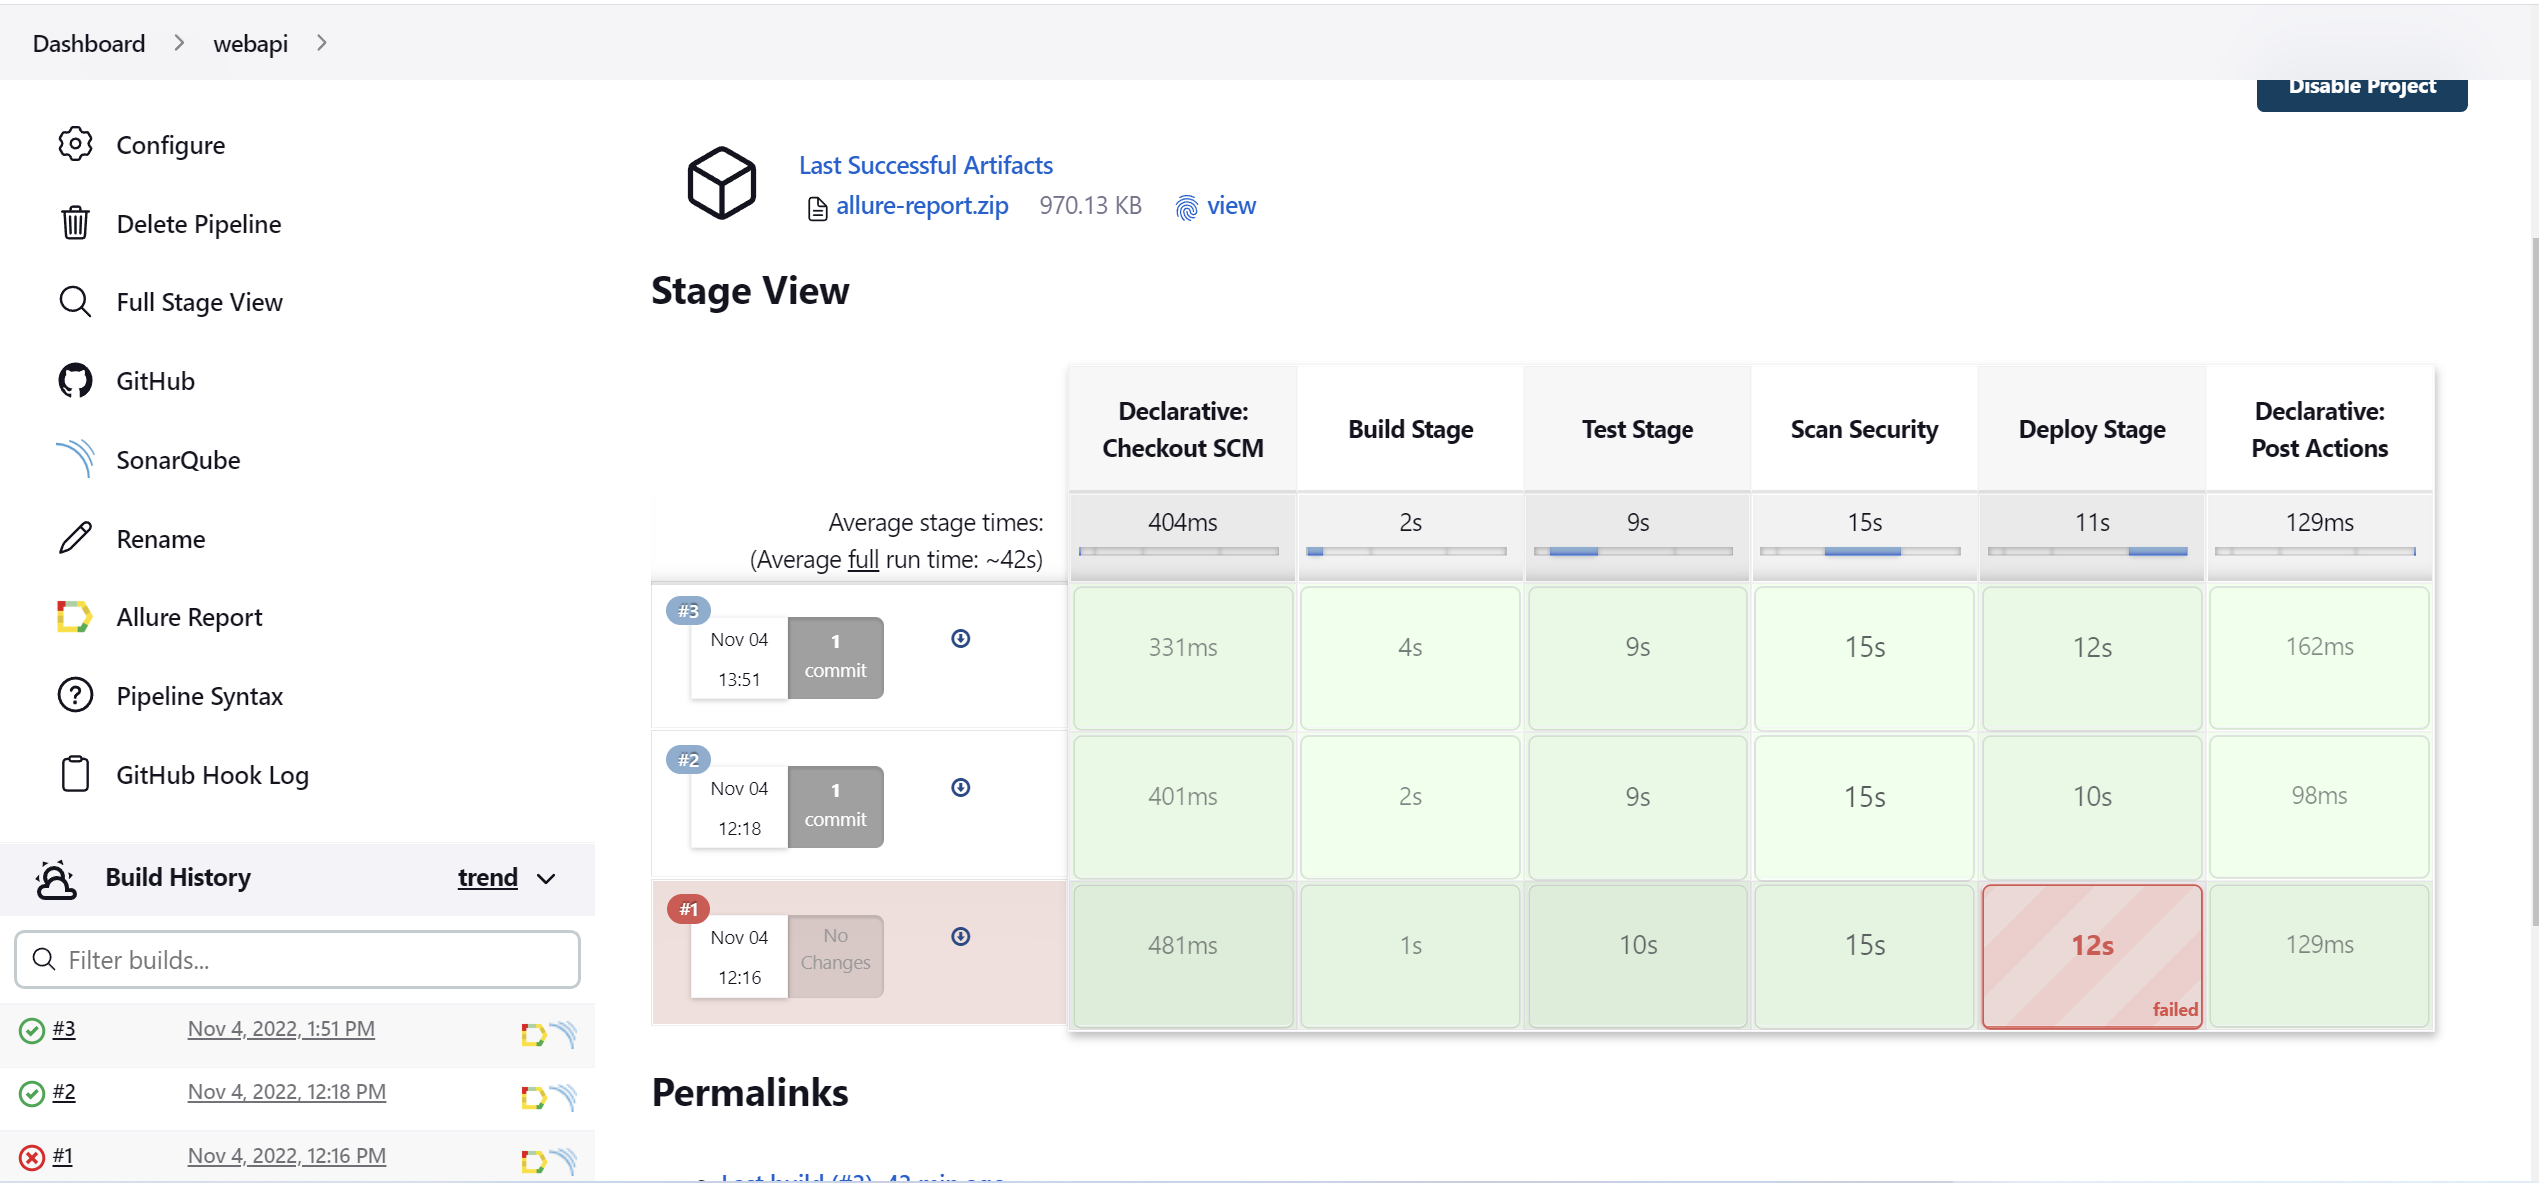 Dashboard
webapi
Disable Project
Configure
Delete Pipeline
Full Stage View
GitHub
SonarQube
Rename
Allure Report
Pipeline Syntax
GitHub Hook Log
Build History
trend
Filter builds...
#3 Nov 4, 2022, 1:51 PM
#2 Nov 4, 2022, 12:18 PM
#1 Nov 4, 2022, 12:16 PM
Last Successful Artifacts
allure-report.zip 970.13 KB view
Stage View
Declarative:
Checkout SCM
Build Stage
Test Stage
Scan Security
Deploy Stage
Declarative:
Post Actions
Average stage times:
(Average full run time: ~42s)
404ms 2s 9s 15s 11s 129ms
#3
Nov 04
13:51
1
commit
331ms 4s 9s 15s 12s 162ms
#2
Nov 04
12:18
1
commit
401ms 2s 9s 15s 10s 98ms
#1
Nov 04
12:16
No
Changes
481ms 1s 10s 15s 12s 129ms
failed
Permalinks
Last build (#3), 42 min ago